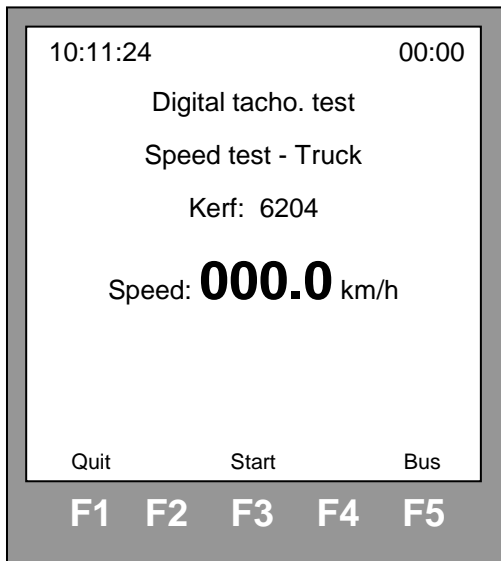 10:11:24 00:00
Digital tacho. test
Speed test - Truck
Kerf: 6204
Speed: 000.0 km/h
Quit Start Bus
F1 F2 F3 F4 F5